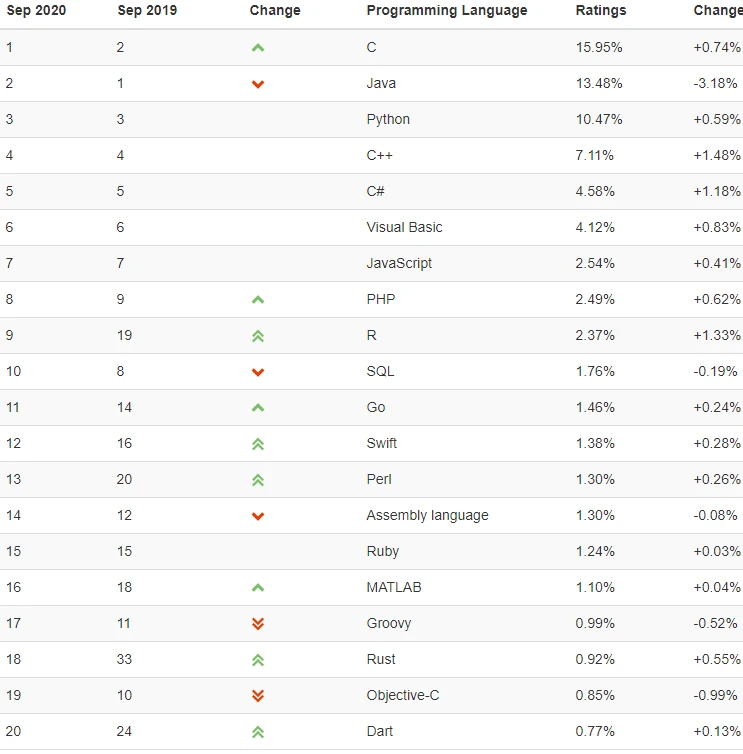 Sep 2020 Sep 2019 Change Programming Language Ratings Change
1 2 C 15.95% +0.74%
2 1 Java 13.48% -3.18%
3 3 Python 10.47% +0.59%
4 4 C++ 7.11% +1.48%
5 5 C# 4.58% +1.18%
6 6 Visual Basic 4.12% +0.83%
7 7 JavaScript 2.54% +0.41%
8 9 PHP 2.49% +0.62%
9 19 R 2.37% +1.33%
10 8 SQL 1.76% -0.19%
11 14 Go 1.46% +0.24%
12 16 Swift 1.38% +0.28%
13 20 Perl 1.30% +0.26%
14 12 Assembly language 1.30% -0.08%
15 15 Ruby 1.24% +0.03%
16 18 MATLAB 1.10% +0.04%
17 11 Groovy 0.99% -0.52%
18 33 Rust 0.92% +0.55%
19 10 Objective-C 0.85% -0.99%
20 24 Dart 0.77% +0.13%